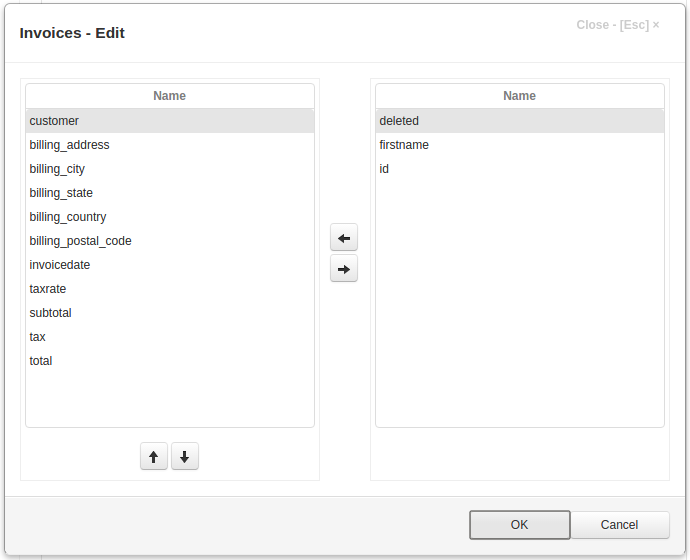 Invoices - Edit
Close - [Esc] ×
Name
customer
billing_address
billing_city
billing_state
billing_country
billing_postal_code
invoicedate
taxrate
subtotal
tax
total
Name
deleted
firstname
id
OK
Cancel